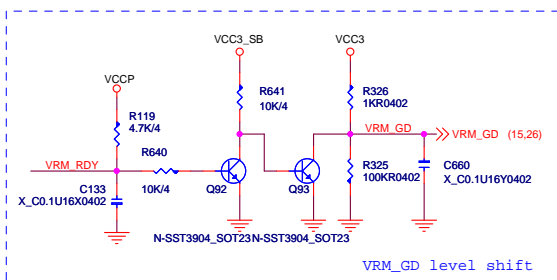 VCC3_SB
VCC3
VCCP
R641
10K/4
R326
1KR0402
R119
4.7K/4
VRM_GD
VRM_GD (15,26)
VRM_RDY
R640
10K/4
C133
X_C0.1U16X0402
Q92
Q93
R325
100KR0402
C660
X_C0.1U16Y0402
N-SST3904_SOT23
N-SST3904_SOT23
VRM_GD level shift